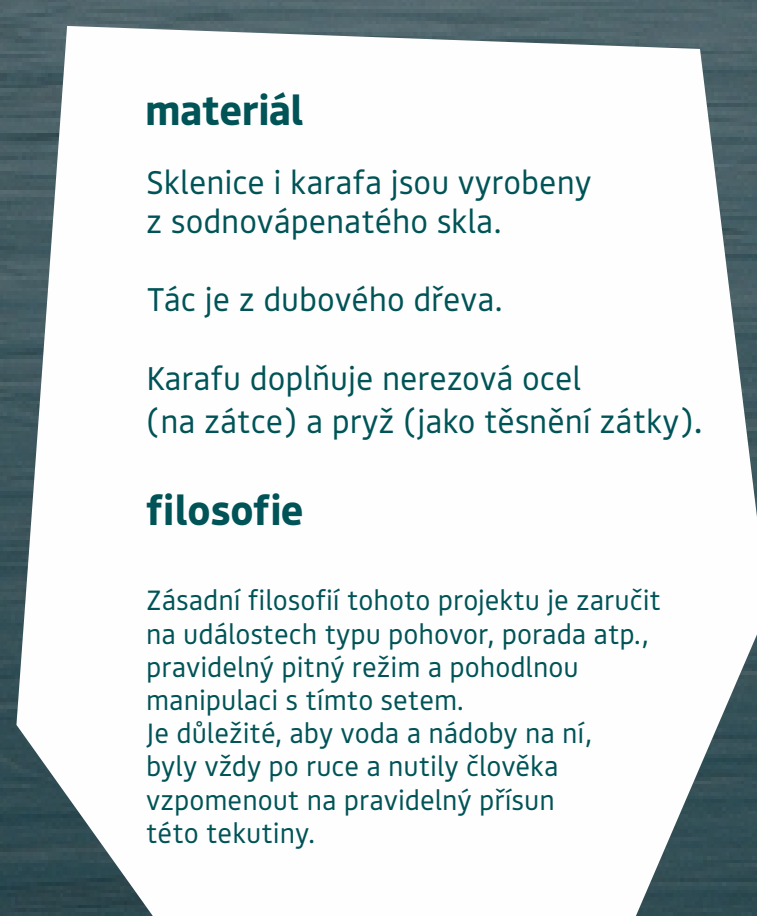 materiál
Sklenice i karafa jsou vyrobeny
z sodnovápenatého skla.
Tác je z dubového dřeva.
Karafu doplňuje nerezová ocel
(na zátce) a pryž (jako těsnění zátky).
filosofie
Zásadní filosofií tohoto projektu je zaručit
na událostech typu pohovor, porada atp.,
pravidelný pitný režim a pohodlnou
manipulaci s tímto setem.
Je důležité, aby voda a nádoby na ní,
byly vždy po ruce a nutily člověka
vzpomenout na pravidelný přísun
této tekutiny.